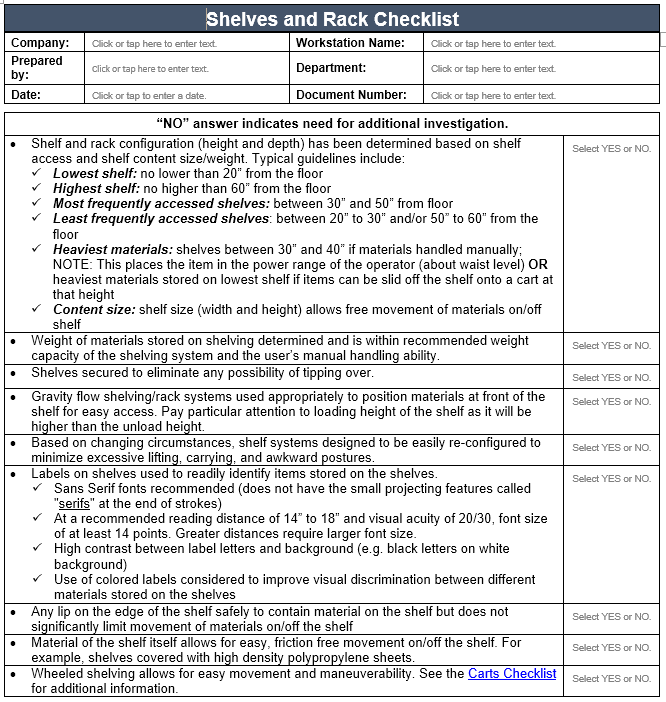 Shelves and Rack Checklist
Company: Click or tap here to enter text. Workstation Name: Click or tap here to enter text.
Prepared by: Click or tap here to enter text. Department: Click or tap here to enter text.
Date: Click or tap to enter a date. Document Number: Click or tap here to enter text.
“NO” answer indicates need for additional investigation.
• Shelf and rack configuration (height and depth) has been determined based on shelf Select YES or NO.
access and shelf content size/weight. Typical guidelines include:
✓ Lowest shelf: no lower than 20” from the floor
✓ Highest shelf: no higher than 60” from the floor
✓ Most frequently accessed shelves: between 30” and 50” from floor
✓ Least frequently accessed shelves: between 20” to 30” and/or 50” to 60” from the
floor
✓ Heaviest materials: shelves between 30” and 40” if materials handled manually;
NOTE: This places the item in the power range of the operator (about waist level) OR
heaviest materials stored on lowest shelf if items can be slid off the shelf onto a cart at
that height
✓ Content size: shelf size (width and height) allows free movement of materials on/off
shelf
• Weight of materials stored on shelving determined and is within recommended weight Select YES or NO.
capacity of the shelving system and the user’s manual handling ability.
• Shelves secured to eliminate any possibility of tipping over. Select YES or NO.
• Gravity flow shelving/rack systems used appropriately to position materials at front of the Select YES or NO.
shelf for easy access. Pay particular attention to loading height of the shelf as it will be
higher than the unload height.
• Based on changing circumstances, shelf systems designed to be easily re-configured to Select YES or NO.
minimize excessive lifting, carrying, and awkward postures.
• Labels on shelves used to readily identify items stored on the shelves. Select YES or NO.
✓ Sans Serif fonts recommended (does not have the small projecting features called
"serifs" at the end of strokes)
✓ At a recommended reading distance of 14” to 18” and visual acuity of 20/30, font size
of at least 14 points. Greater distances require larger font size.
✓ High contrast between label letters and background (e.g. black letters on white
background)
✓ Use of colored labels considered to improve visual discrimination between different
materials stored on the shelves
• Any lip on the edge of the shelf safely to contain material on the shelf but does not Select YES or NO.
significantly limit movement of materials on/off the shelf
• Material of the shelf itself allows for easy, friction free movement on/off the shelf. For Select YES or NO.
example, shelves covered with high density polypropylene sheets.
• Wheeled shelving allows for easy movement and maneuverability. See the Carts Checklist Select YES or NO.
for additional information.